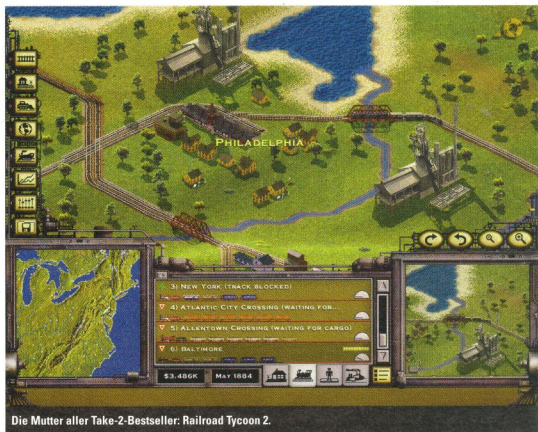 PHILADELPHIA
3) NEW YORK (TRACK BLOCKED)
4) ATLANTIC CITY CROSSING (WAITING FOR...
5) ALLENTOWN CROSSING (WAITING FOR CARGO)
6) BALTIMORE
$3.486K MAY 1884
Die Mutter aller Take-2-Bestseller: Railroad Tycoon 2.